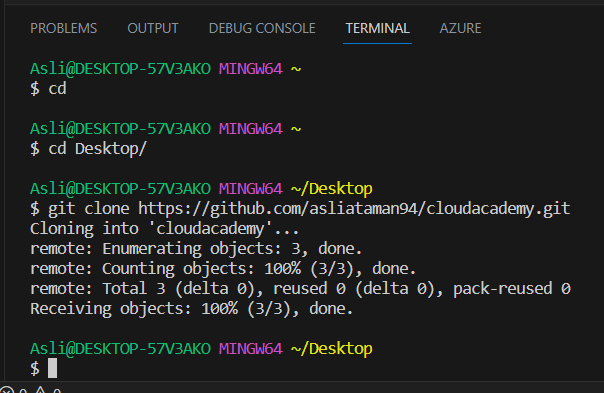 PROBLEMS OUTPUT DEBUG CONSOLE TERMINAL AZURE
Asli@DESKTOP-57V3AKO MINGW64 ~
$ cd
Asli@DESKTOP-57V3AKO MINGW64 ~
$ cd Desktop/
Asli@DESKTOP-57V3AKO MINGW64 ~/Desktop
$ git clone https://github.com/asliataman94/cloudacademy.git
Cloning into 'cloudacademy'...
remote: Enumerating objects: 3, done.
remote: Counting objects: 100% (3/3), done.
remote: Total 3 (delta 0), reused 0 (delta 0), pack-reused 0
Receiving objects: 100% (3/3), done.
Asli@DESKTOP-57V3AKO MINGW64 ~/Desktop
$